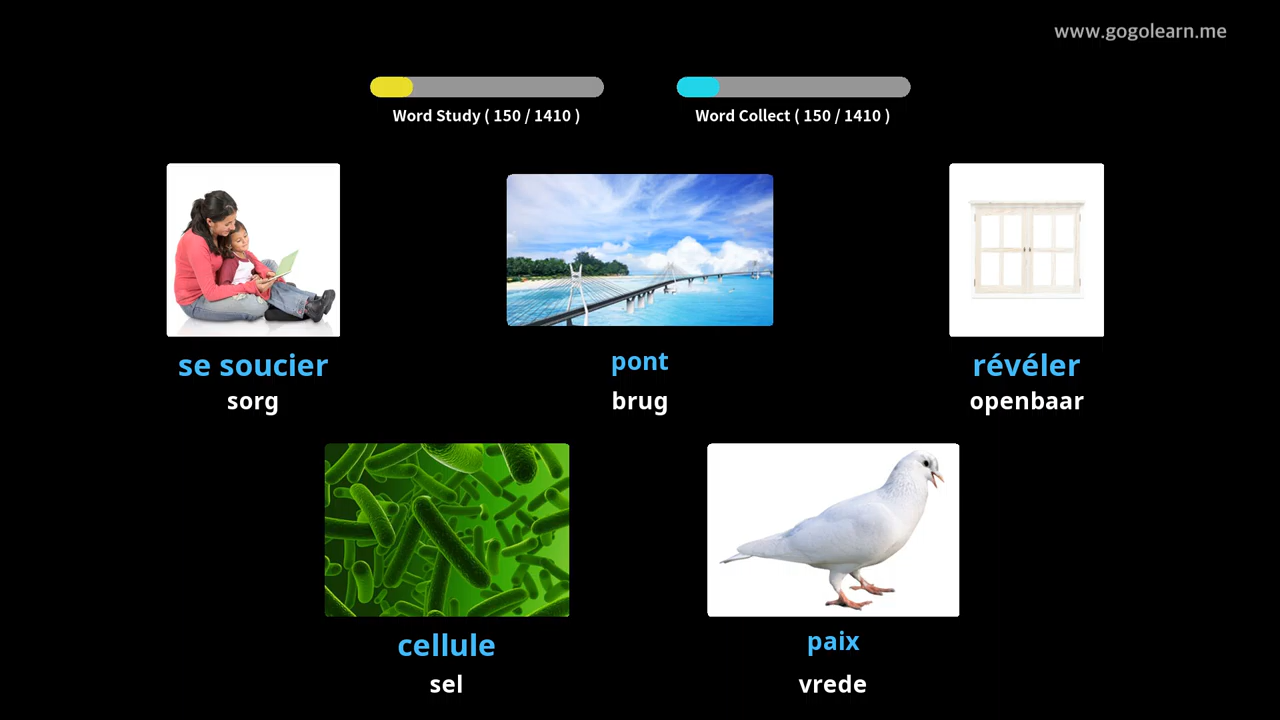 www.gogolearn.me
Word Study ( 150 / 1410 )
Word Collect ( 150 / 1410 )
se soucier
sorg
pont
brug
révéler
openbaar
cellule
sel
paix
vrede